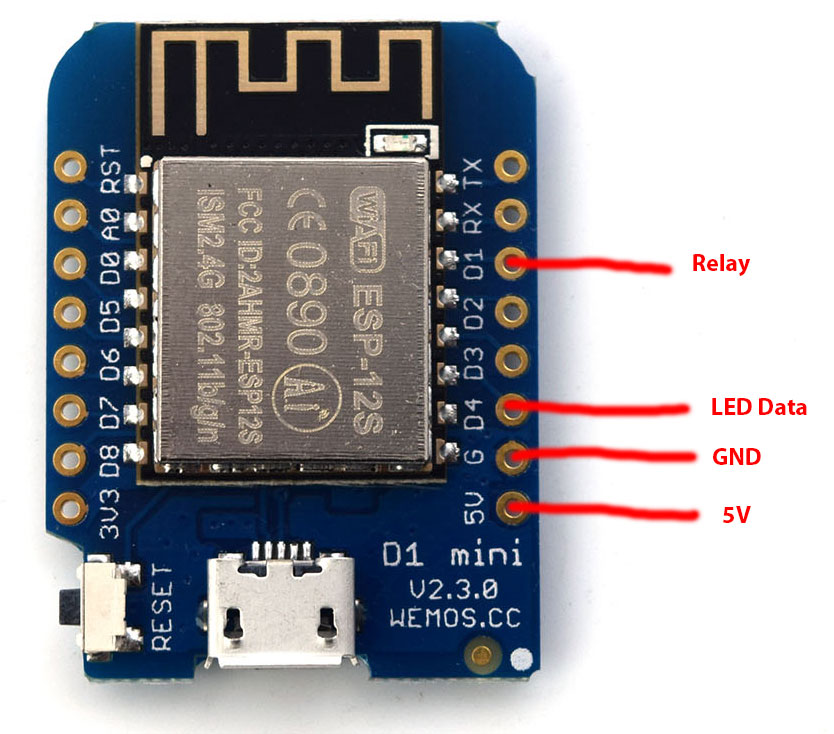 RST
A0
D0
D5
D6
D7
D8
3V3
TX
RX
D1
D2
D3
D4
G
5V
WiFi ESP-12S
CE0890 Ai
FCC ID:2AHMR-ESP12S
ISM2.4G 802.11b/g/n
Relay
LED Data
GND
5V
RESET
D1 mini
V2.3.0
WEMOS.CC